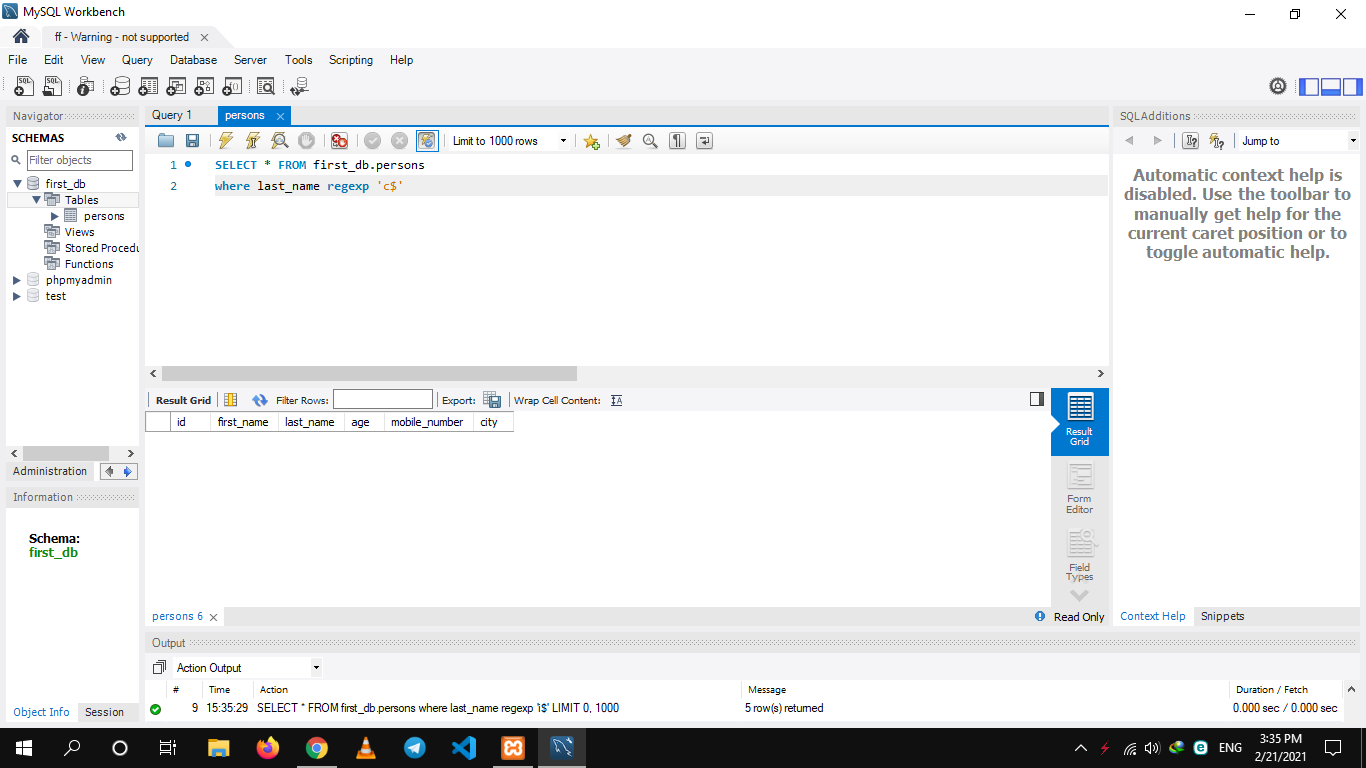 MySQL Workbench
ff - Warning - not supported
File Edit View Query Database Server Tools Scripting Help
Navigator
SCHEMAS
Filter objects
first_db
Tables
persons
Views
Stored Procedu
Functions
phpmyadmin
test
Administration
Information
Schema:
first_db
Object Info Session
Query 1 persons
Limit to 1000 rows
1 SELECT * FROM first_db.persons
2 where last_name regexp 'c$'
Result Grid Filter Rows: Export: Wrap Cell Content:
id first_name last_name age mobile_number city
Result
Grid
Form
Editor
Field
Types
persons 6
Read Only
SQLAdditions
Jump to
Automatic context help is
disabled. Use the toolbar to
manually get help for the
current caret position or to
toggle automatic help.
Context Help Snippets
Output
Action Output
# Time Action Message Duration / Fetch
9 15:35:29 SELECT * FROM first_db.persons where last_name regexp 'i$' LIMIT 0, 1000 5 row(s) returned 0.000 sec / 0.000 sec
ENG
3:35 PM
2/21/2021